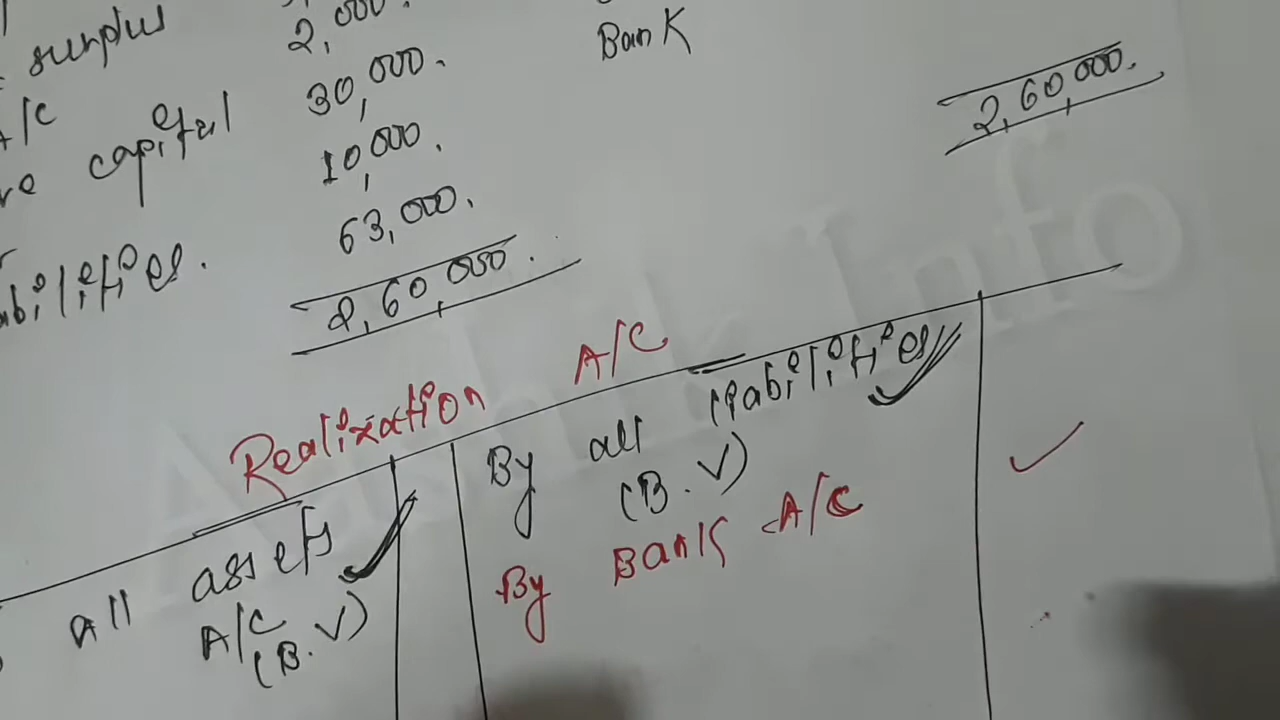 surplus 2,000.
A/C 30,000.
capital 10,000.
63,000.
2,60,000.
Bank
2,60,000.
Realization A/C
all assets
A/C
(B.V)
By all liabilities
(B.V)
By Bank A/C